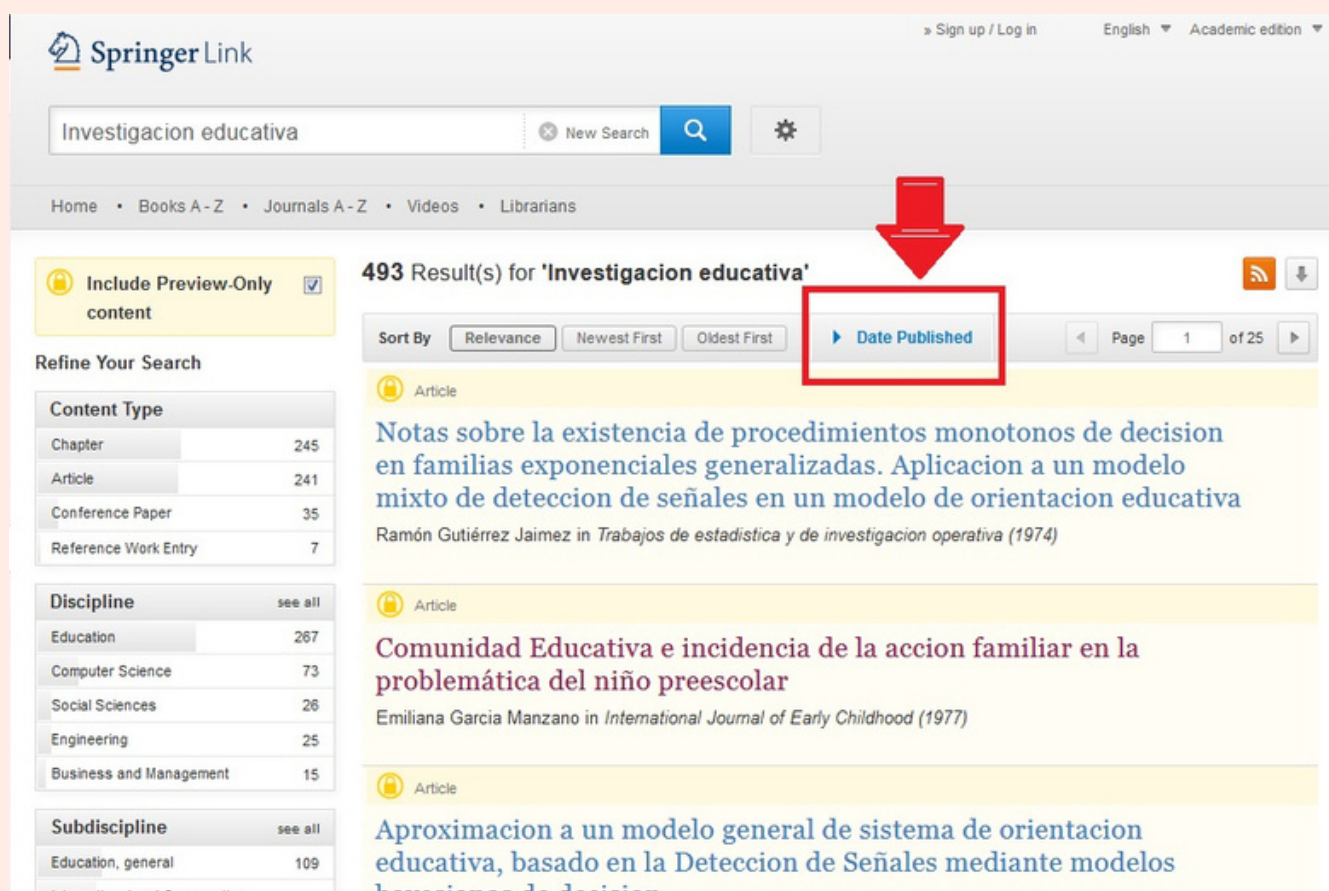 » Sign up / Log in English Academic edition
Springer Link
Investigacion educativa New Search
Home • Books A - Z • Journals A - Z • Videos • Librarians
Include Preview-Only
content
Refine Your Search
Content Type
Chapter 245
Article 241
Conference Paper 35
Reference Work Entry 7
Discipline see all
Education 267
Computer Science 73
Social Sciences 26
Engineering 25
Business and Management 15
Subdiscipline see all
Education, general 109
493 Result(s) for 'Investigacion educativa'
Sort By Relevance Newest First Oldest First Date Published Page 1 of 25
Article
Notas sobre la existencia de procedimientos monotonos de decision
en familias exponenciales generalizadas. Aplicacion a un modelo
mixto de deteccion de señales en un modelo de orientacion educativa
Ramón Gutiérrez Jaimez in Trabajos de estadistica y de investigacion operativa (1974)
Article
Comunidad Educativa e incidencia de la accion familiar en la
problemática del niño preescolar
Emiliana Garcia Manzano in International Journal of Early Childhood (1977)
Article
Aproximacion a un modelo general de sistema de orientacion
educativa, basado en la Deteccion de Señales mediante modelos